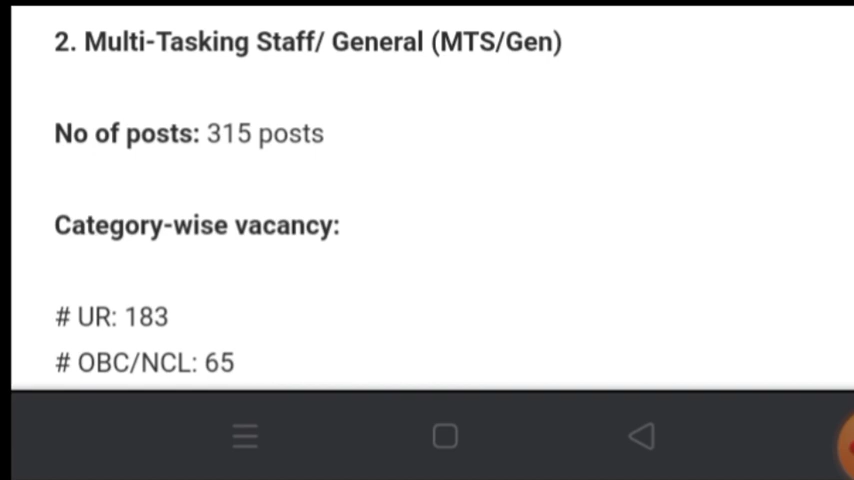 2. Multi-Tasking Staff/ General (MTS/Gen)
No of posts: 315 posts
Category-wise vacancy:
# UR: 183
# OBC/NCL: 65